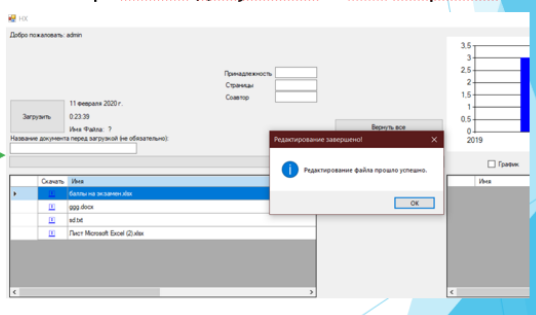 НХ
Добро пожаловать: admin
Принадлежность
Страницы
Соавтор
11 февраля 2020 г.
Загрузить
0:23:39
Имя Файла: ?
Вернуть все
Название документа перед загрузкой (не обязательно):
3,5
3
2,5
2
1,5
1
0,5
0
2019
График
Редактирование завершено!
Редактирование файла прошло успешно.
OK
Скачать Имя
баллы на экзамен.xlsx
ggg.docx
sd.txt
Лист Microsoft Excel (2).xlsx
Имя